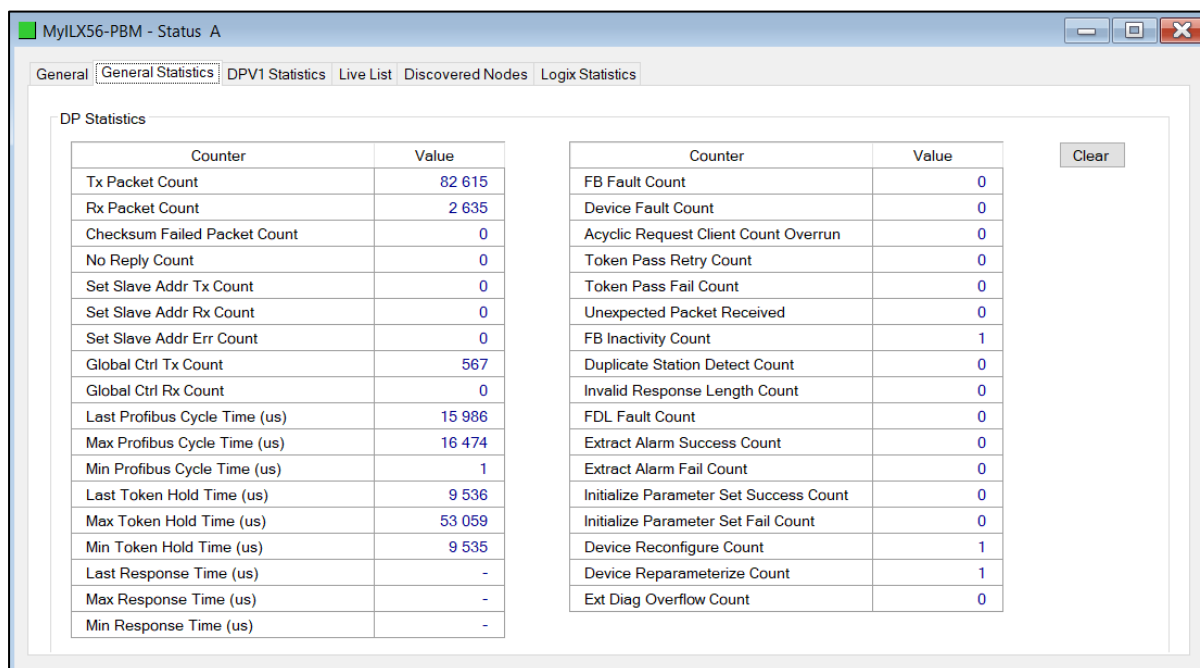 MyILX56-PBM - Status A
General General Statistics DPV1 Statistics Live List Discovered Nodes Logix Statistics
DP Statistics
Counter Value
Tx Packet Count 82 615
Rx Packet Count 2 635
Checksum Failed Packet Count 0
No Reply Count 0
Set Slave Addr Tx Count 0
Set Slave Addr Rx Count 0
Set Slave Addr Err Count 0
Global Ctrl Tx Count 567
Global Ctrl Rx Count 0
Last Profibus Cycle Time (us) 15 986
Max Profibus Cycle Time (us) 16 474
Min Profibus Cycle Time (us) 1
Last Token Hold Time (us) 9 536
Max Token Hold Time (us) 53 059
Min Token Hold Time (us) 9 535
Last Response Time (us) -
Max Response Time (us) -
Min Response Time (us) -
Counter Value
FB Fault Count 0
Device Fault Count 0
Acyclic Request Client Count Overrun 0
Token Pass Retry Count 0
Token Pass Fail Count 0
Unexpected Packet Received 0
FB Inactivity Count 1
Duplicate Station Detect Count 0
Invalid Response Length Count 0
FDL Fault Count 0
Extract Alarm Success Count 0
Extract Alarm Fail Count 0
Initialize Parameter Set Success Count 0
Initialize Parameter Set Fail Count 0
Device Reconfigure Count 1
Device Reparameterize Count 1
Ext Diag Overflow Count 0
Clear